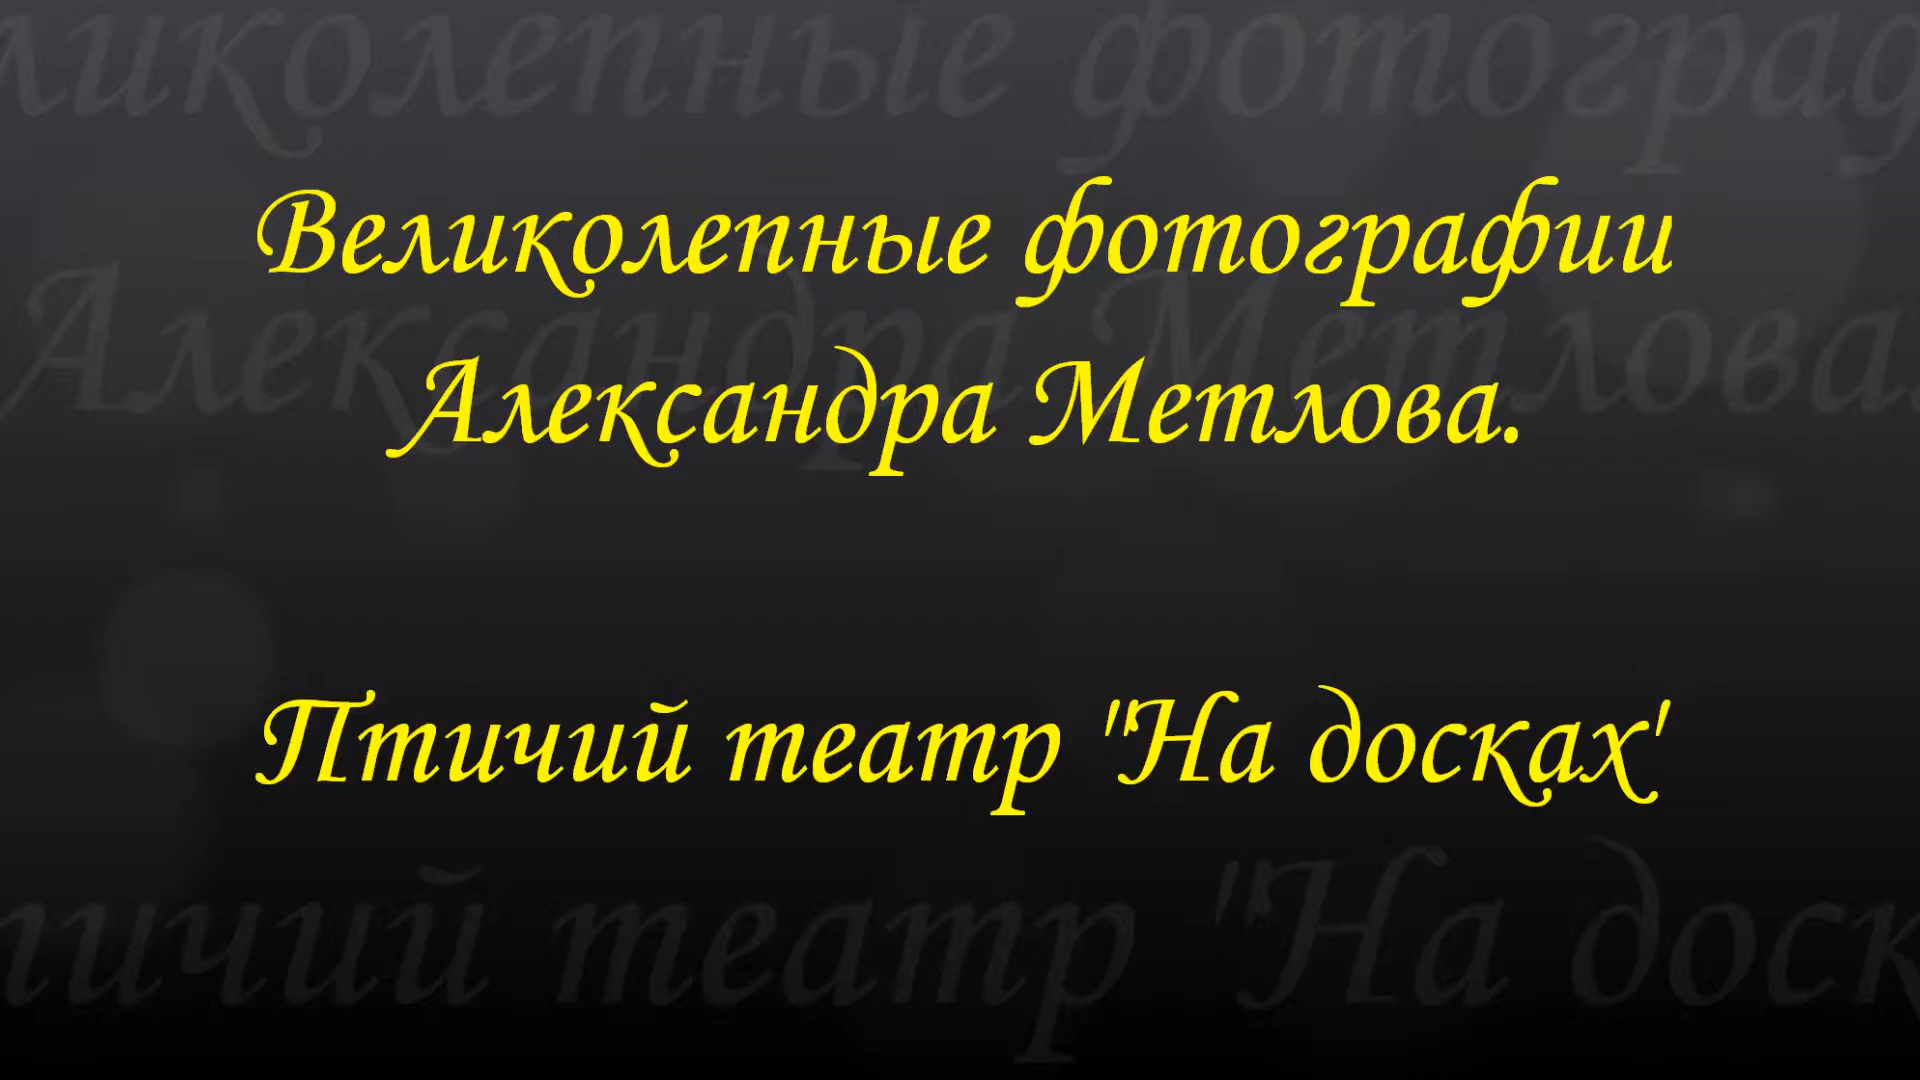 Великолепные фотографии
Александра Метлова.
Птичий театр "На досках'